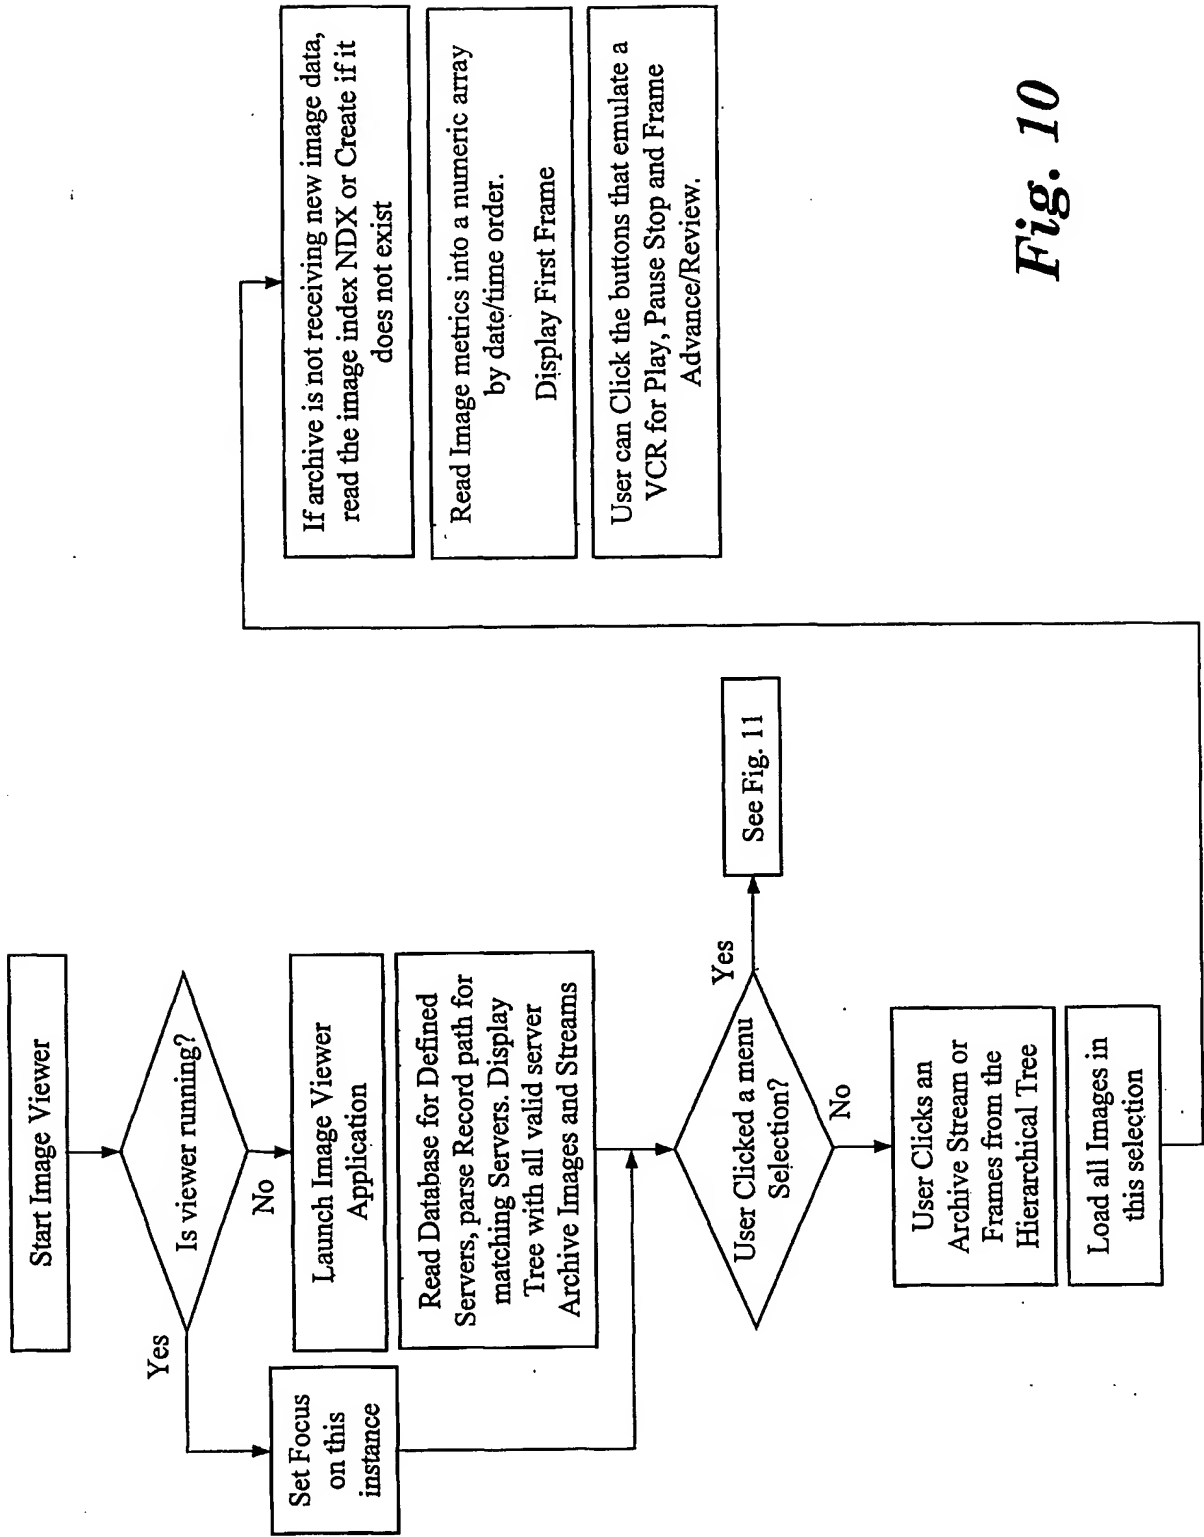 Start Image Viewer
Is viewer running?
Yes
No
Set Focus
on this
instance
Launch Image Viewer
Application
Read Database for Defined
Servers, parse Record path for
matching Servers. Display
Tree with all valid server
Archive Images and Streams
User Clicked a menu
Selection?
Yes
See Fig. 11
No
User Clicks an
Archive Stream or
Frames from the
Hierarchical Tree
Load all Images in
this selection
If archive is not receiving new image data,
read the image index NDX or Create if it
does not exist
Read Image metrics into a numeric array
by date/time order.
Display First Frame
User can Click the buttons that emulate a
VCR for Play, Pause Stop and Frame
Advance/Review.
Fig. 10